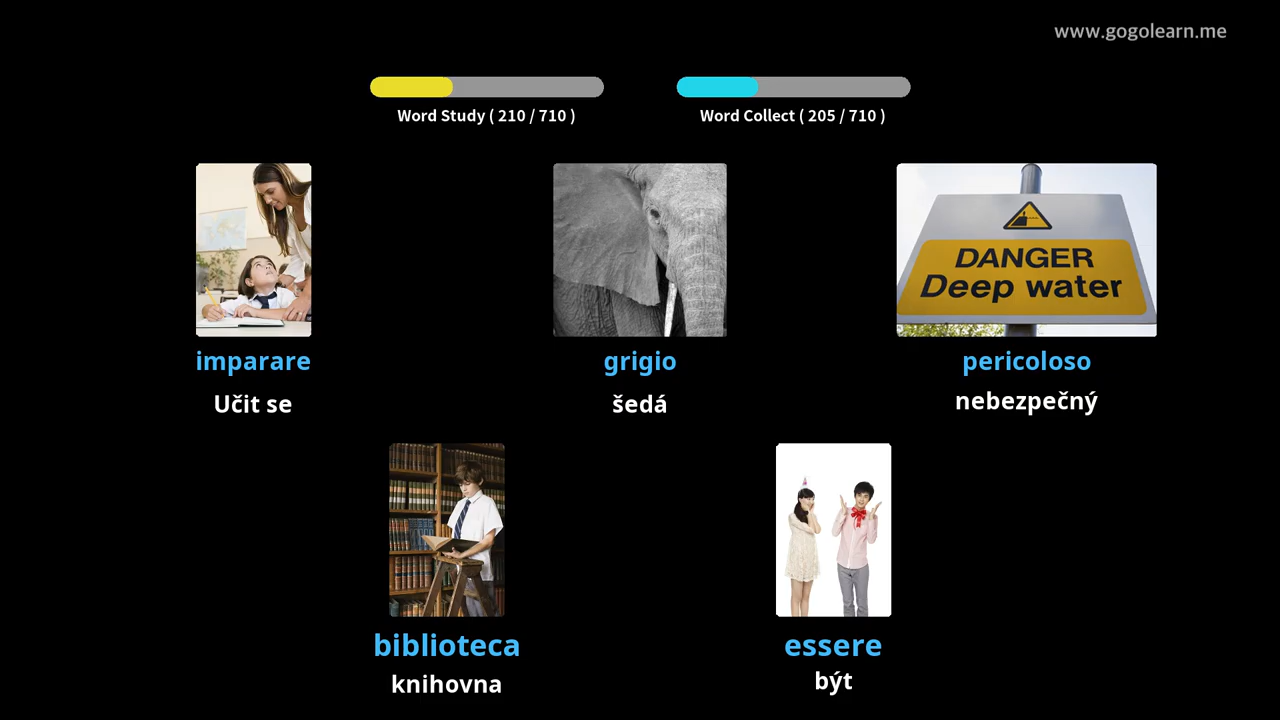 www.gogolearn.me
Word Study ( 210 / 710 )
Word Collect ( 205 / 710 )
DANGER
Deep water
imparare
grigio
pericoloso
Učit se
šedá
nebezpečný
biblioteca
essere
knihovna
být